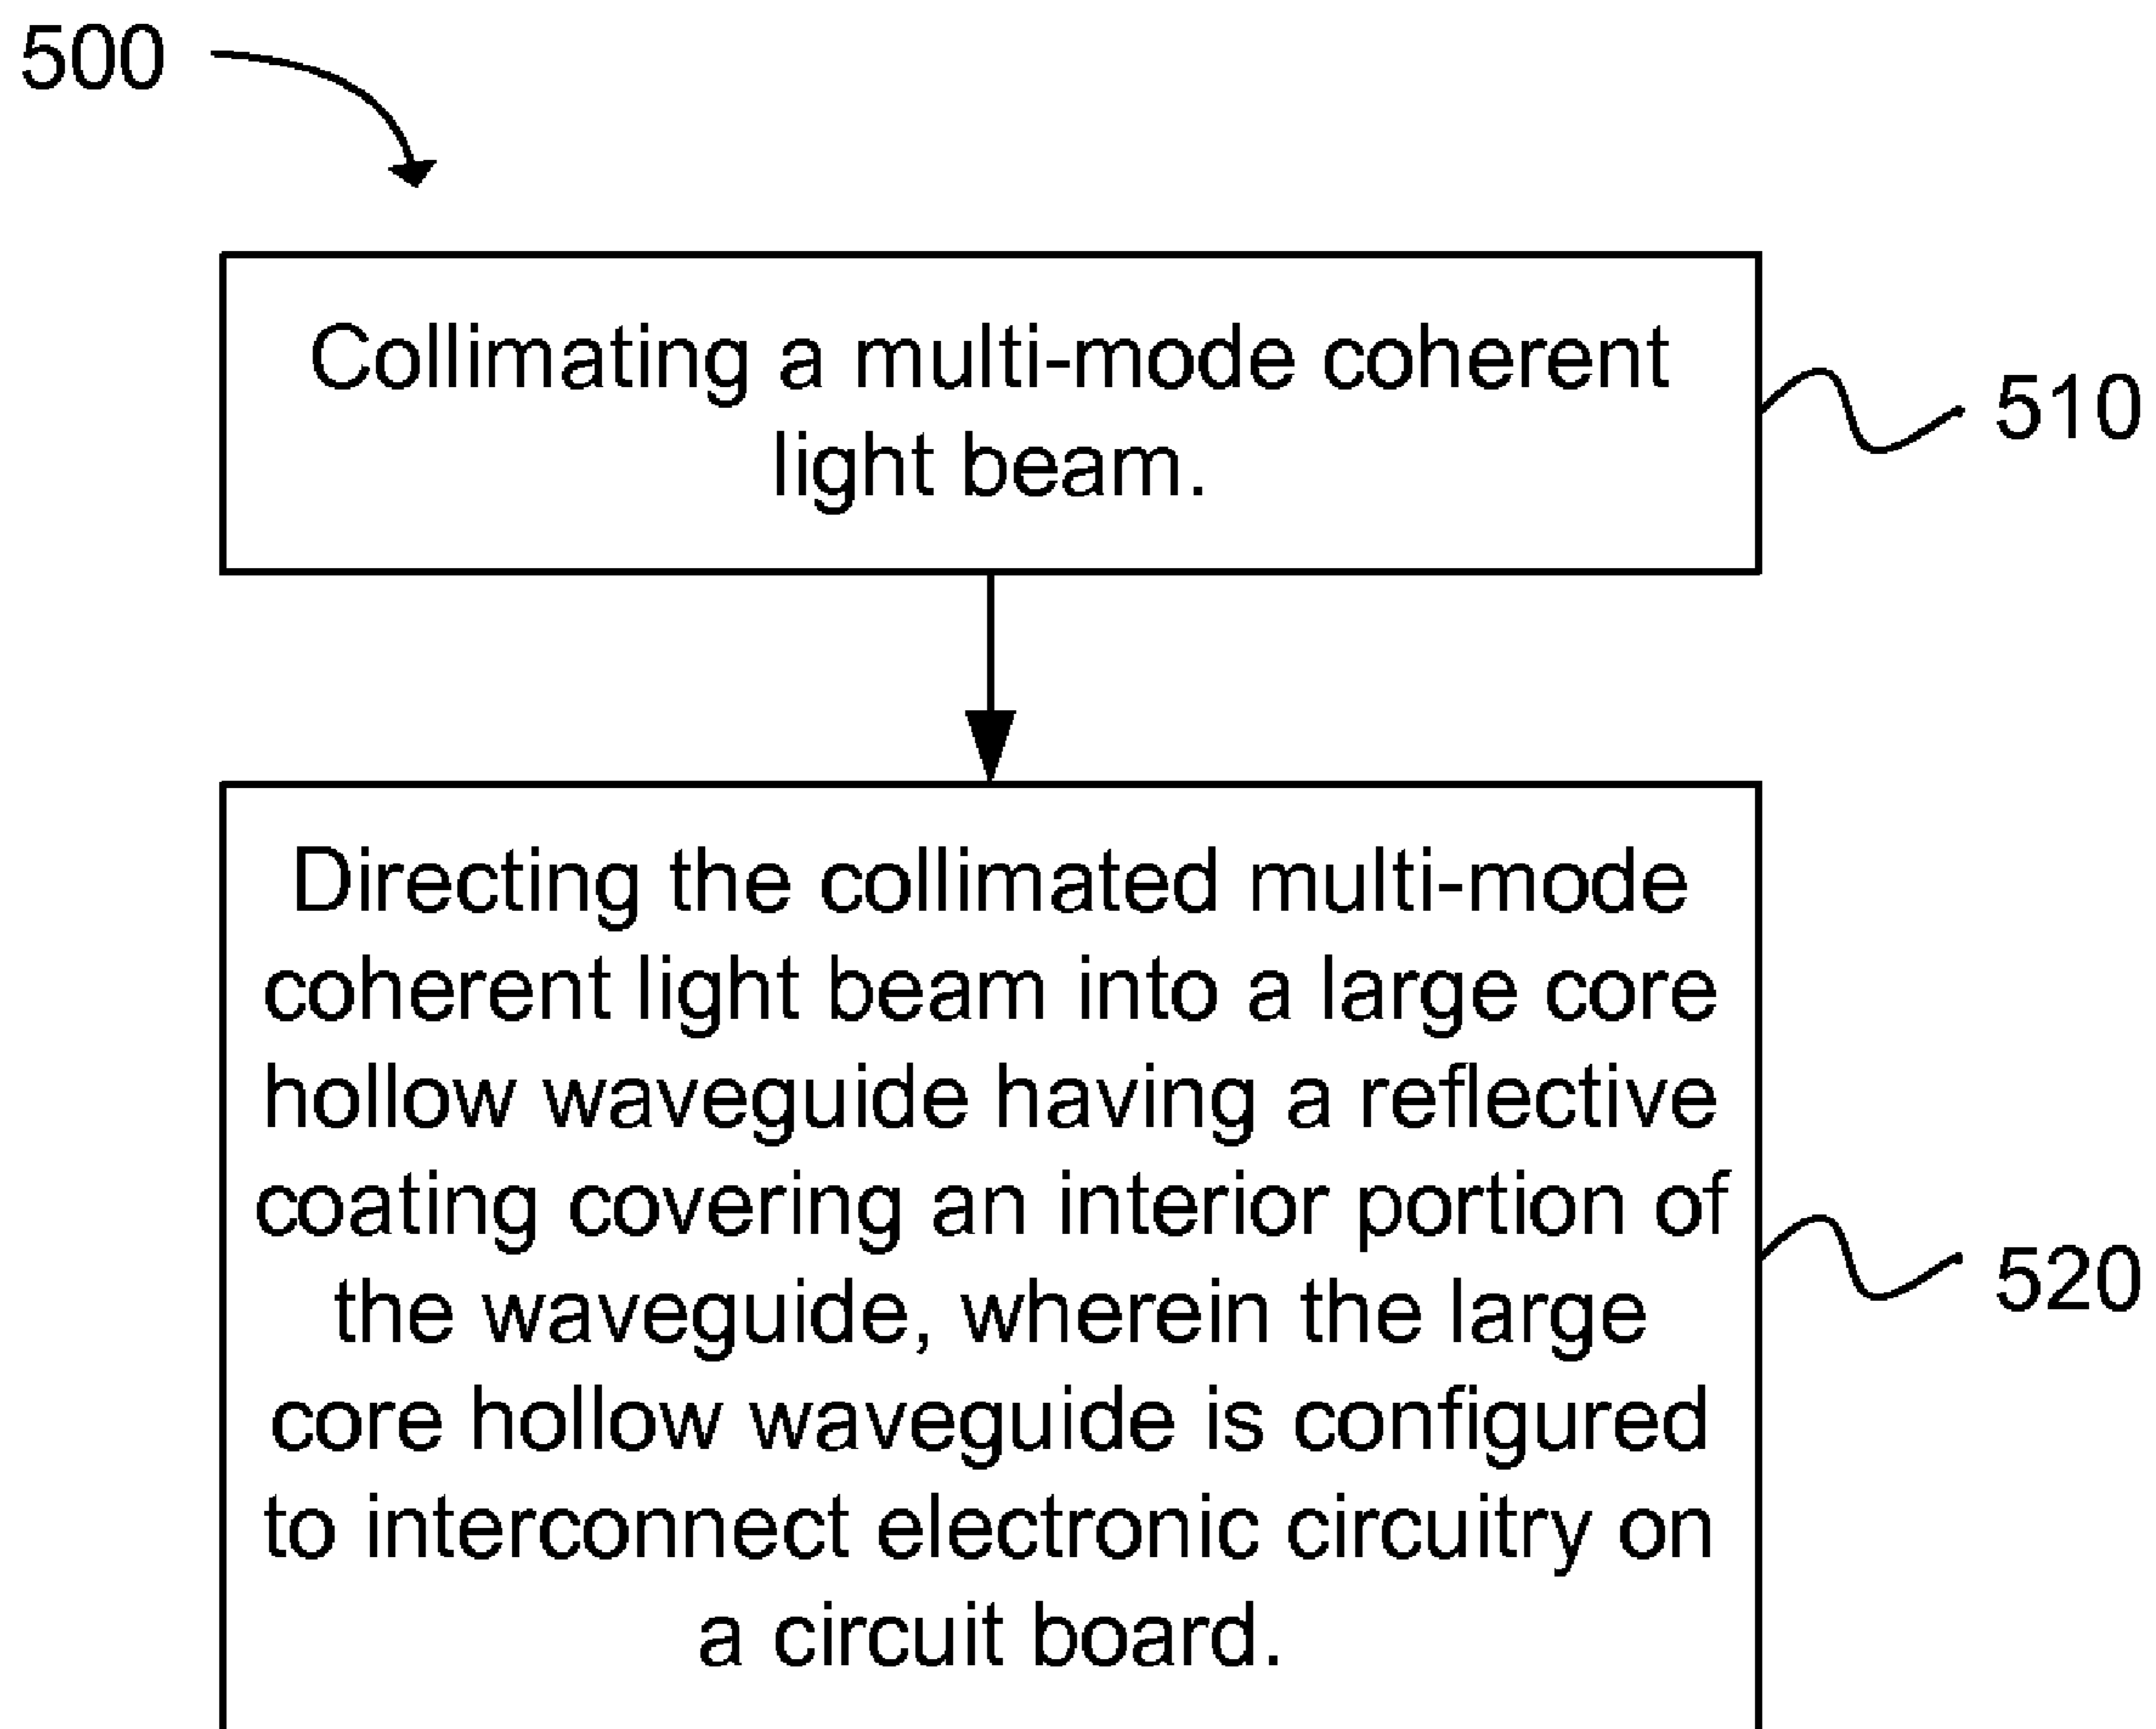 500
Collimating a multi-mode coherent
light beam.
510
Directing the collimated multi-mode
coherent light beam into a large core
hollow waveguide having a reflective
coating covering an interior portion of
the waveguide, wherein the large
core hollow waveguide is configured
to interconnect electronic circuitry on
a circuit board.
520